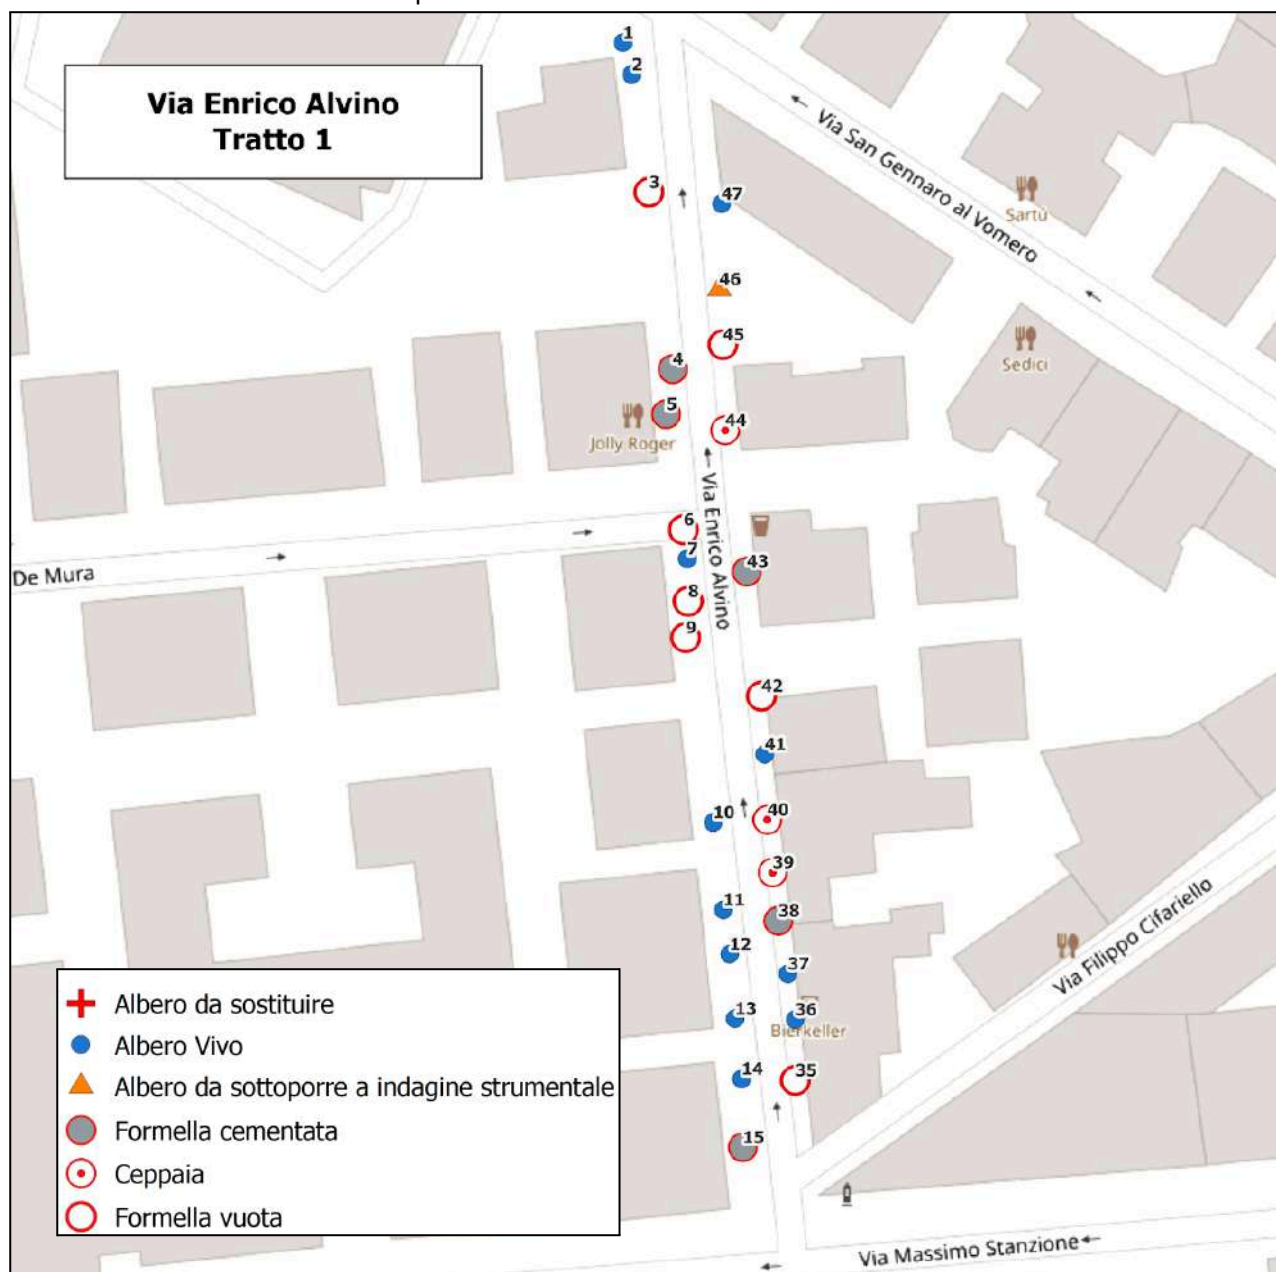 Via Enrico Alvino
Tratto 1
1
2
3
47
46
45
4
5
44
6
7
43
8
9
42
41
10
40
39
11
38
12
37
13
36
14
35
15
Via San Gennaro al Vomero
Sartù
Sedici
Jolly Roger
Via Enrico Alvino
De Mura
Via Filippo Cifariello
Bierkeller
Via Massimo Stanzione
Albero da sostituire
Albero Vivo
Albero da sottoporre a indagine strumentale
Formella cementata
Ceppaia
Formella vuota